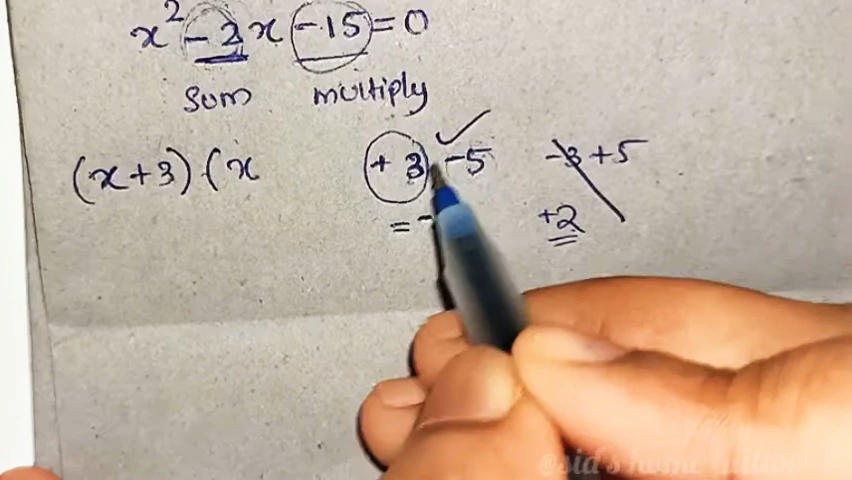 x² - 2x - 15 = 0
sum multiply
(x+3) (x + 3 - 5 -3 +5
= - +2